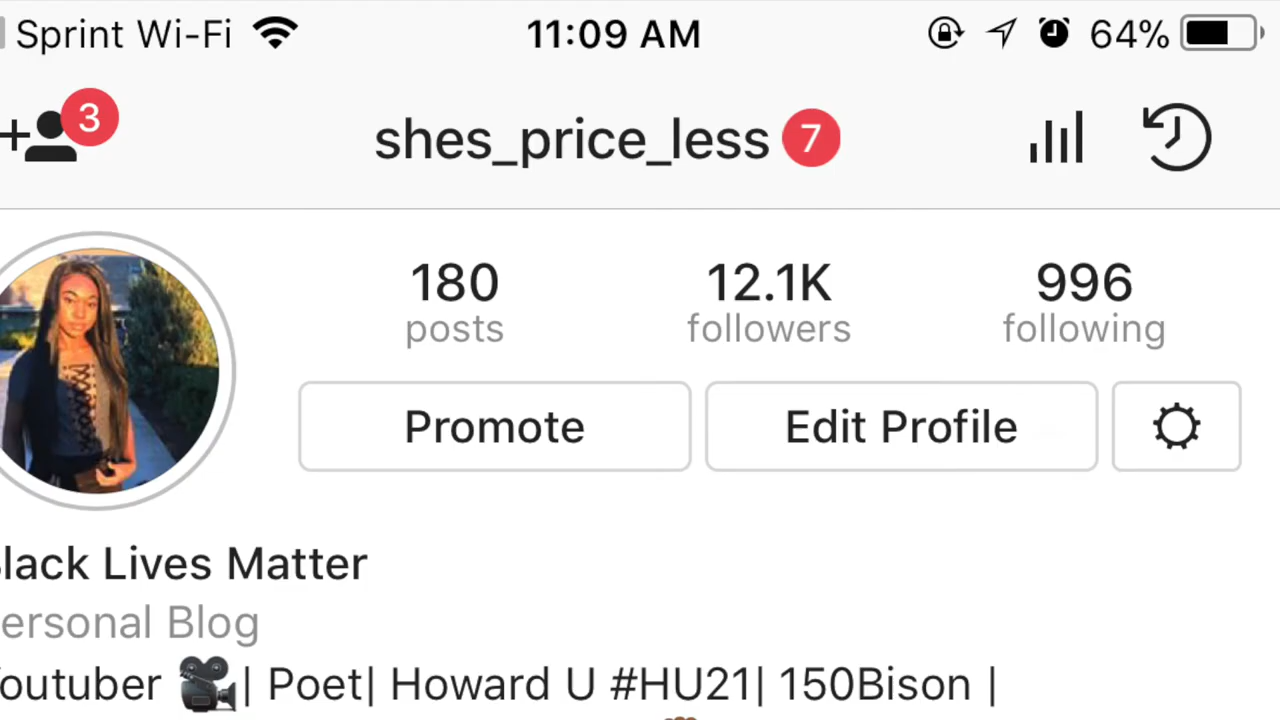 Sprint Wi-Fi 11:09 AM 64%
3 shes_price_less 7
180 12.1K 996
posts followers following
Promote Edit Profile
lack Lives Matter
ersonal Blog
outuber 🎥| Poet| Howard U #HU21| 150Bison |